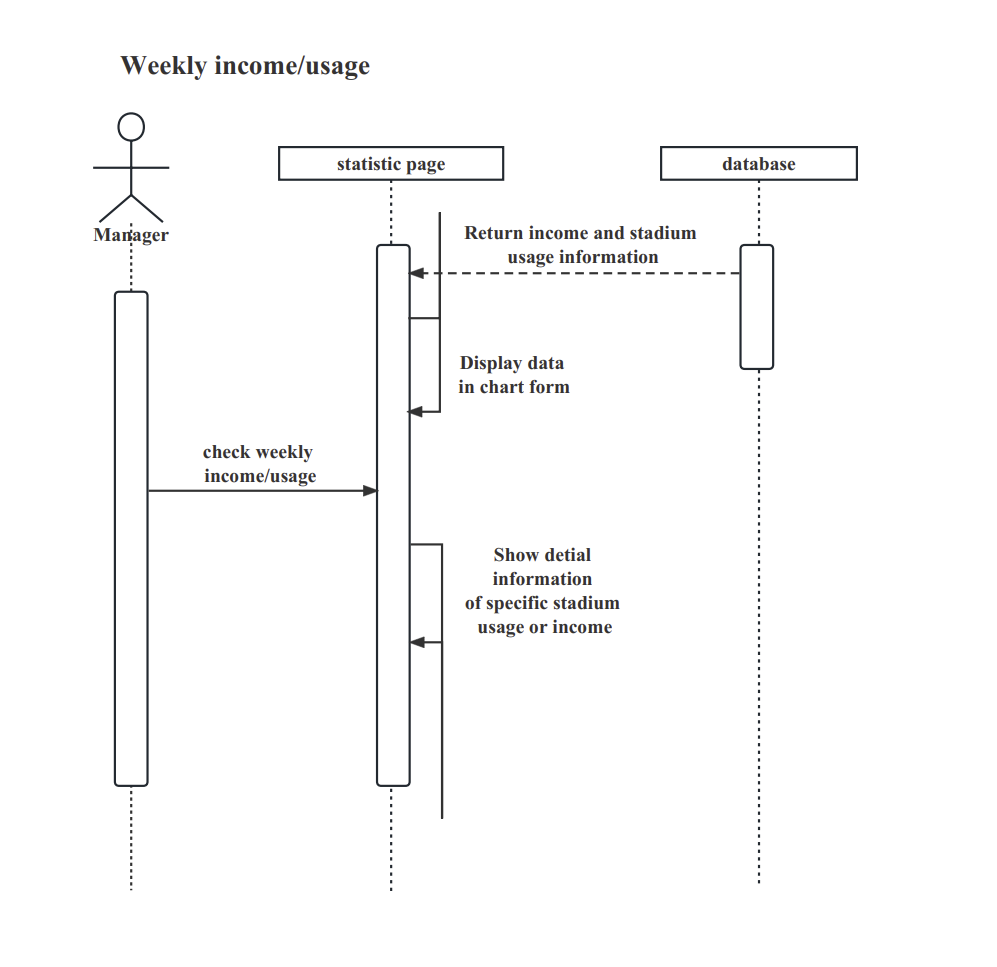 Weekly income/usage
statistic page
database
Manager
Return income and stadium
usage information
Display data
in chart form
check weekly
income/usage
Show detial
information
of specific stadium
usage or income